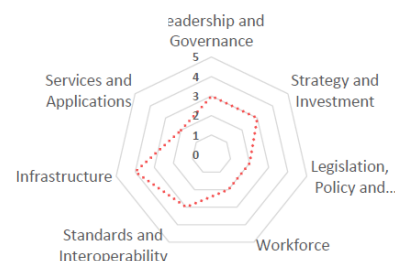 eadership and
Governance
5
4
3
2
1
0
Services and
Applications
Strategy and
Investment
Infrastructure
Legislation,
Policy and...
Standards and
Interoperability
Workforce